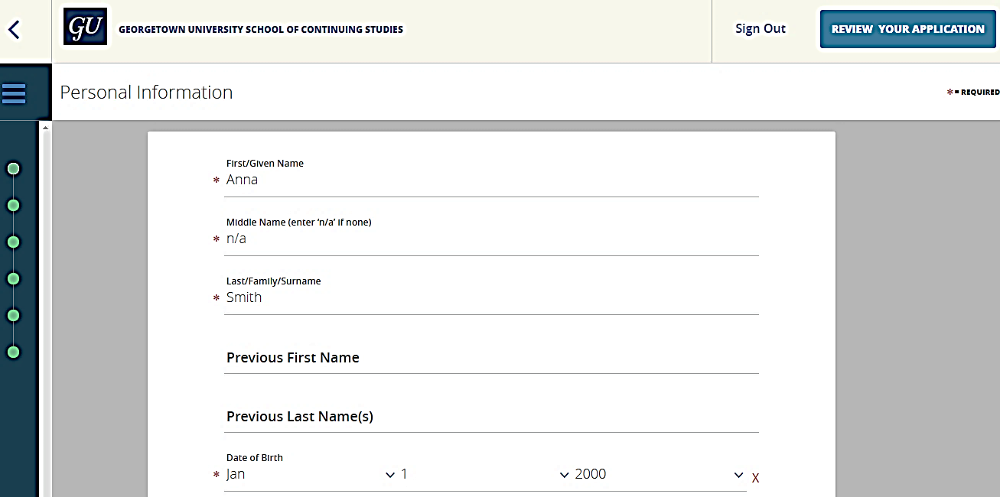 GU GEORGETOWN UNIVERSITY SCHOOL OF CONTINUING STUDIES Sign Out REVIEW YOUR APPLICATION
Personal Information * = REQUIRED
First/Given Name
* Anna
Middle Name (enter ‘n/a’ if none)
* n/a
Last/Family/Surname
* Smith
Previous First Name
Previous Last Name(s)
Date of Birth
* Jan 1 2000 X